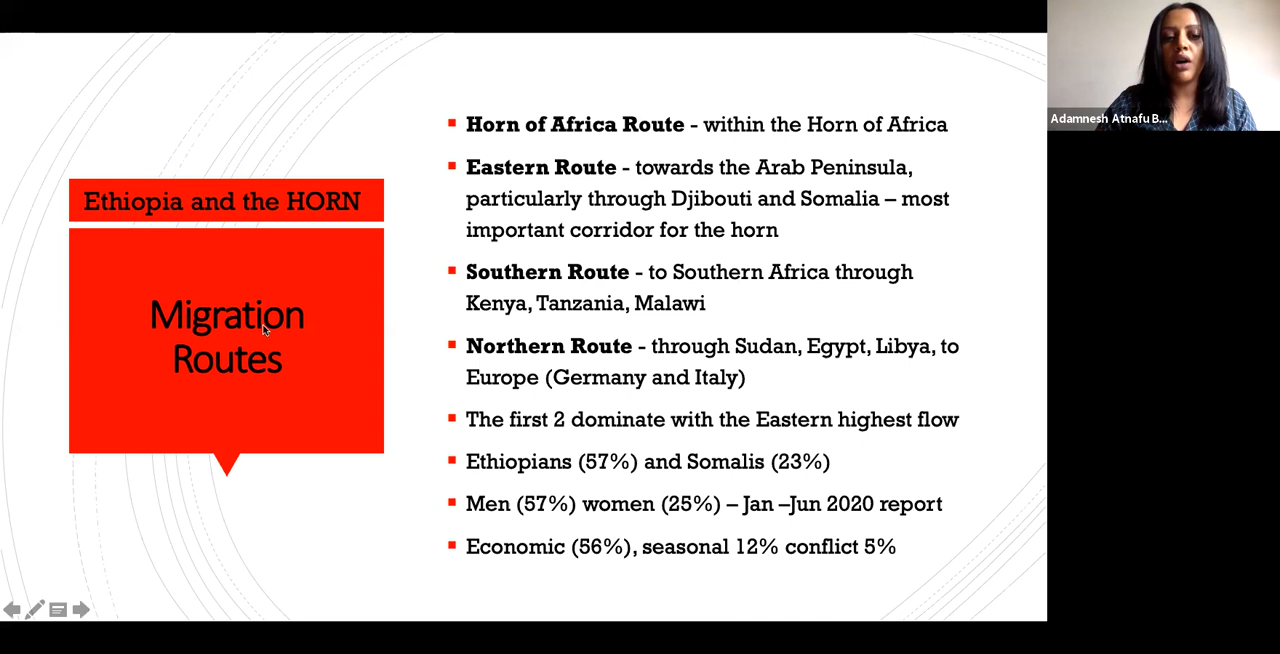 Ethiopia and the HORN
Migration
Routes
▪ Horn of Africa Route - within the Horn of Africa
▪ Eastern Route - towards the Arab Peninsula,
particularly through Djibouti and Somalia – most
important corridor for the horn
▪ Southern Route - to Southern Africa through
Kenya, Tanzania, Malawi
▪ Northern Route - through Sudan, Egypt, Libya, to
Europe (Germany and Italy)
▪ The first 2 dominate with the Eastern highest flow
▪ Ethiopians (57%) and Somalis (23%)
▪ Men (57%) women (25%) – Jan –Jun 2020 report
▪ Economic (56%), seasonal 12% conflict 5%
Adamnesh Atnafu B...